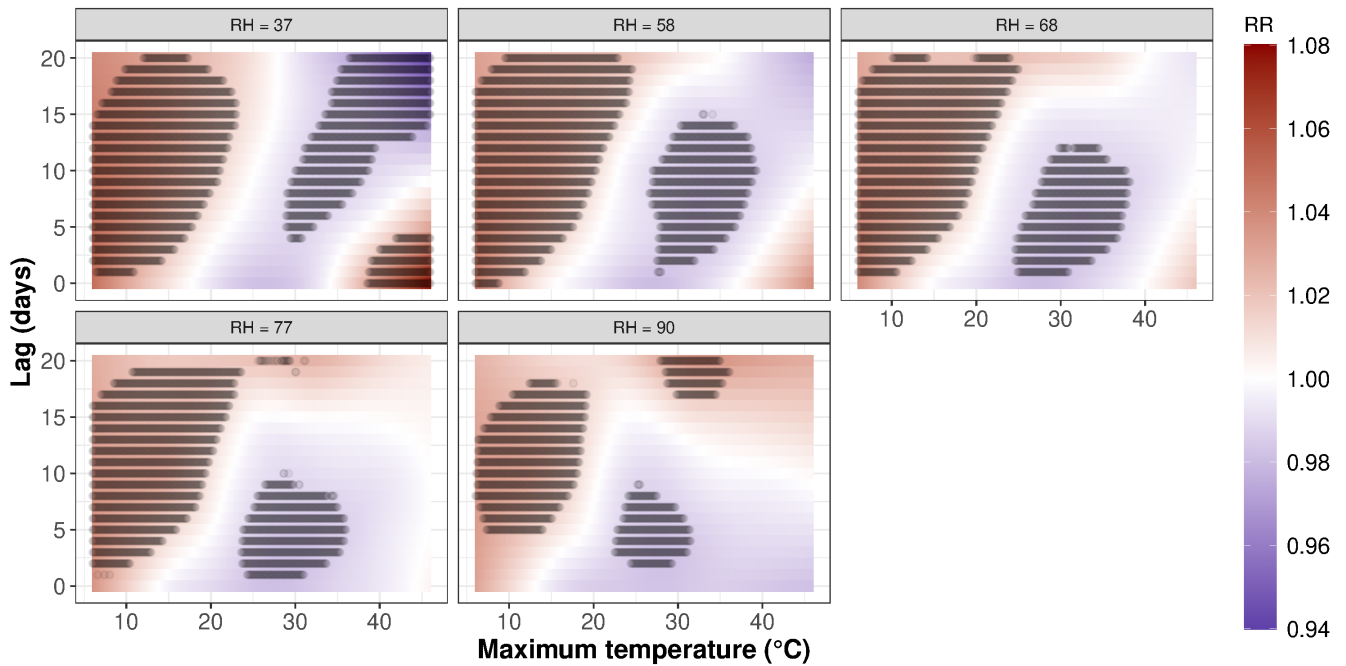 RH = 37
RH = 58
RH = 68
RR
20
15
10
5
0
10 20 30 40
1.08
1.06
1.04
1.02
1.00
0.98
0.96
0.94
Lag (days)
RH = 77
RH = 90
20
15
10
5
0
10 20 30 40
10 20 30 40
Maximum temperature (°C)